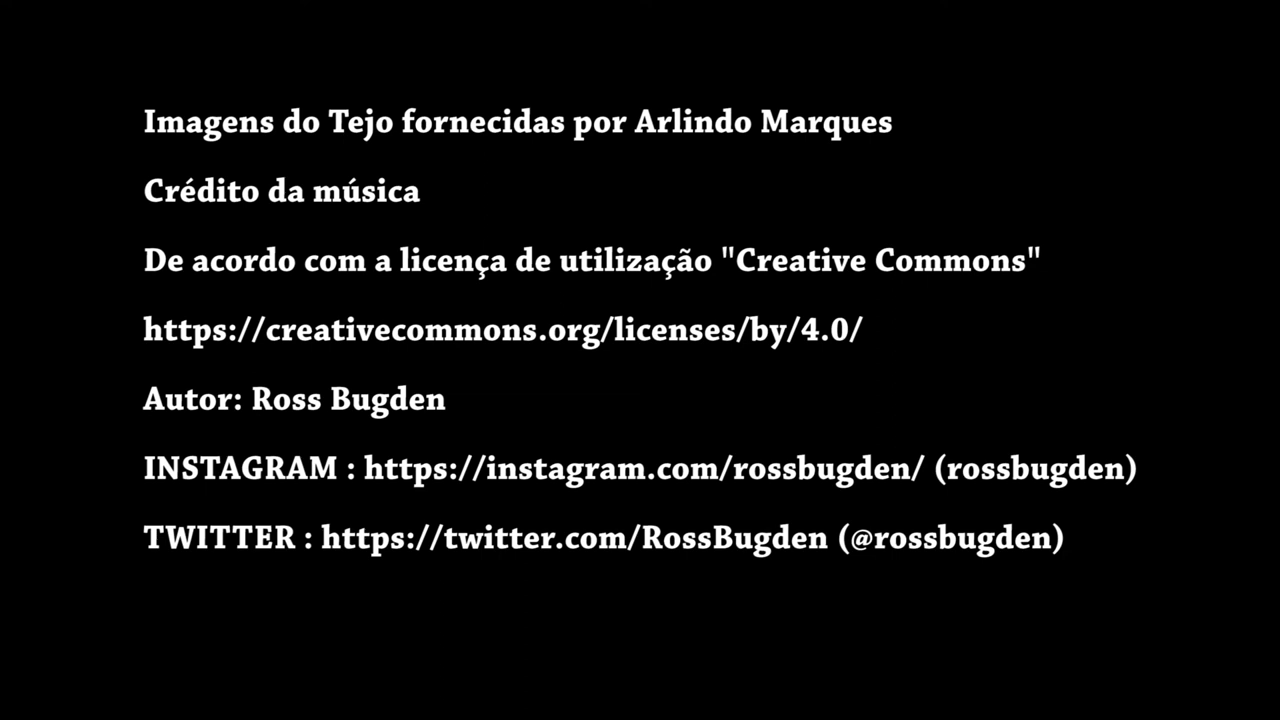 Imagens do Tejo fornecidas por Arlindo Marques
Crédito da música
De acordo com a licença de utilização "Creative Commons"
https://creativecommons.org/licenses/by/4.0/
Autor: Ross Bugden
INSTAGRAM : https://instagram.com/rossbugden/ (rossbugden)
TWITTER : https://twitter.com/RossBugden (@rossbugden)